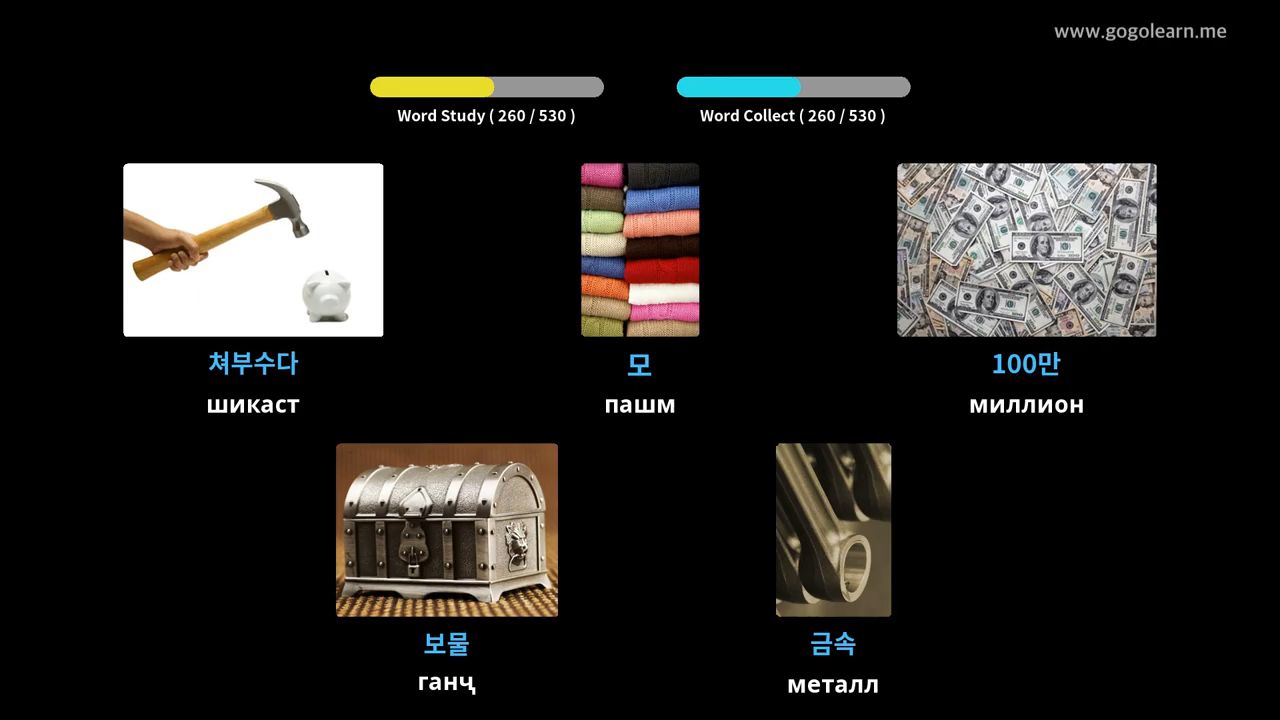 www.gogolearn.me
Word Study ( 260 / 530 )
Word Collect ( 260 / 530 )
쳐부수다
шикаст
모
пашм
100만
миллион
보물
ганҷ
금속
металл